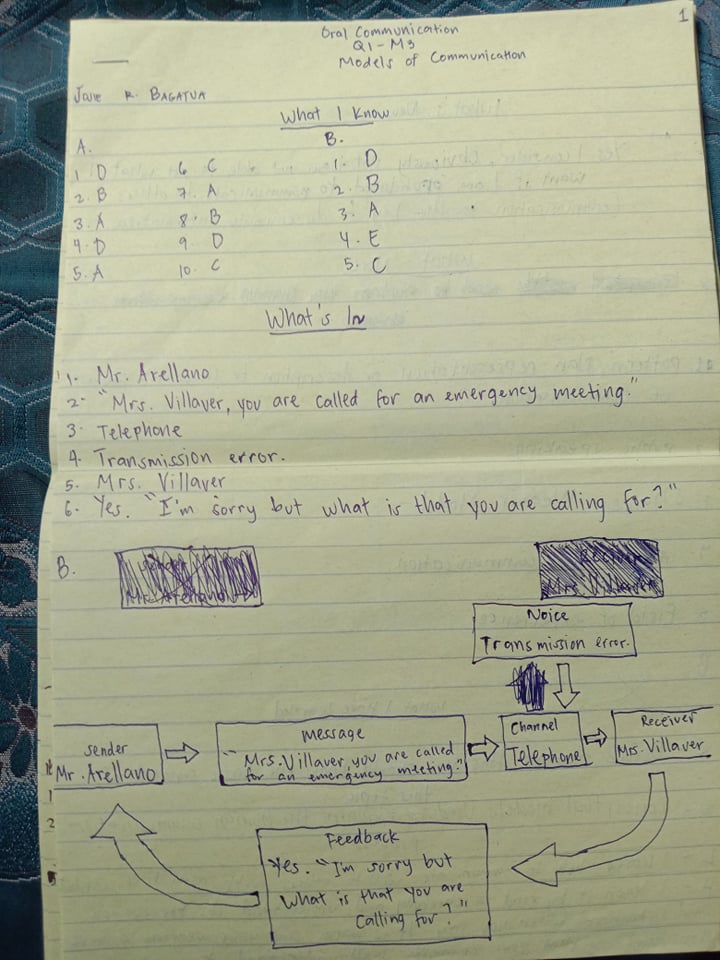 1
Oral Communication
Q1 - M3
Models of Communication
BAGATUA
What I Know
A.
B.
1. D 6. C 1. D
2. B 7. A 2. B
3. A 8. B 3. A
4. D 9. D 4. E
5. A 10. C 5. C
What's In
1. Mr. Arellano
2. "Mrs. Villaver, you are called for an emergency meeting."
3. Telephone
4. Transmission error.
5. Mrs. Villaver
6. Yes. "I'm sorry but what is that you are calling for?"
B.
Noice
Transmission error.
Sender
Mr. Arellano
Message
"Mrs. Villaver, you are called
for an emergency meeting."
Channel
Telephone
Receiver
Mrs. Villaver
Feedback
Yes. "I'm sorry but
What is that you are
Calling for?"